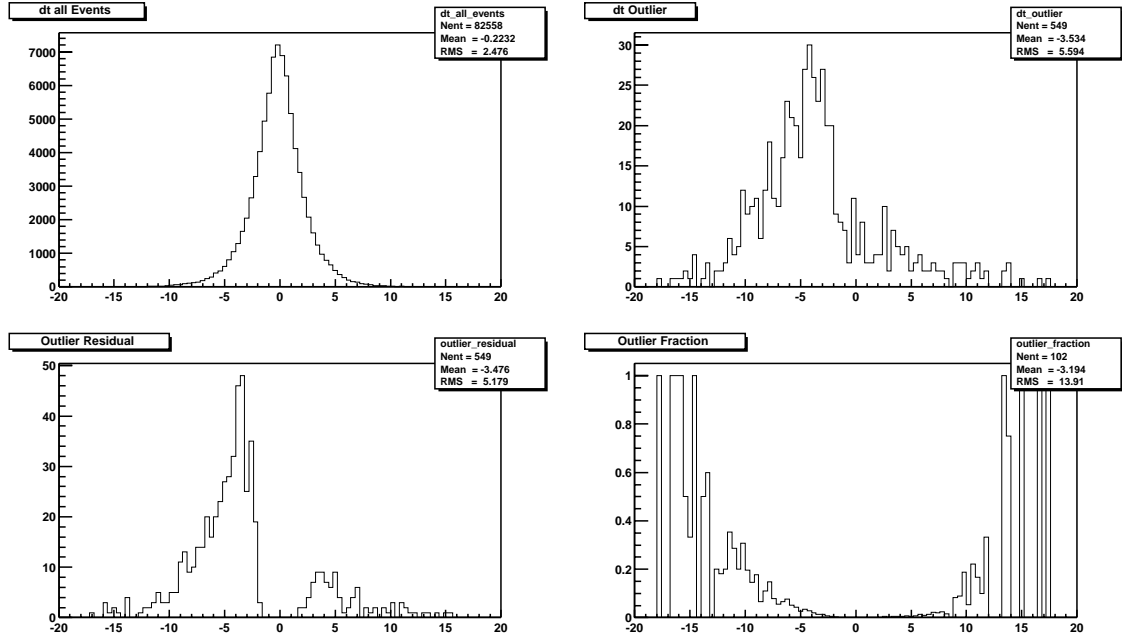 dt all Events
dt_all_events
Nent = 82558
Mean = -0.2232
RMS = 2.476
7000
6000
5000
4000
3000
2000
1000
0
-20 -15 -10 -5 0 5 10 15 20
dt Outlier
dt_outlier
Nent = 549
Mean = -3.534
RMS = 5.594
30
25
20
15
10
5
0
-20 -15 -10 -5 0 5 10 15 20
Outlier Residual
outlier_residual
Nent = 549
Mean = -3.476
RMS = 5.179
50
40
30
20
10
0
-20 -15 -10 -5 0 5 10 15 20
Outlier Fraction
outlier_fraction
Nent = 102
Mean = -3.194
RMS = 13.91
1
0.8
0.6
0.4
0.2
0
-20 -15 -10 -5 0 5 10 15 20